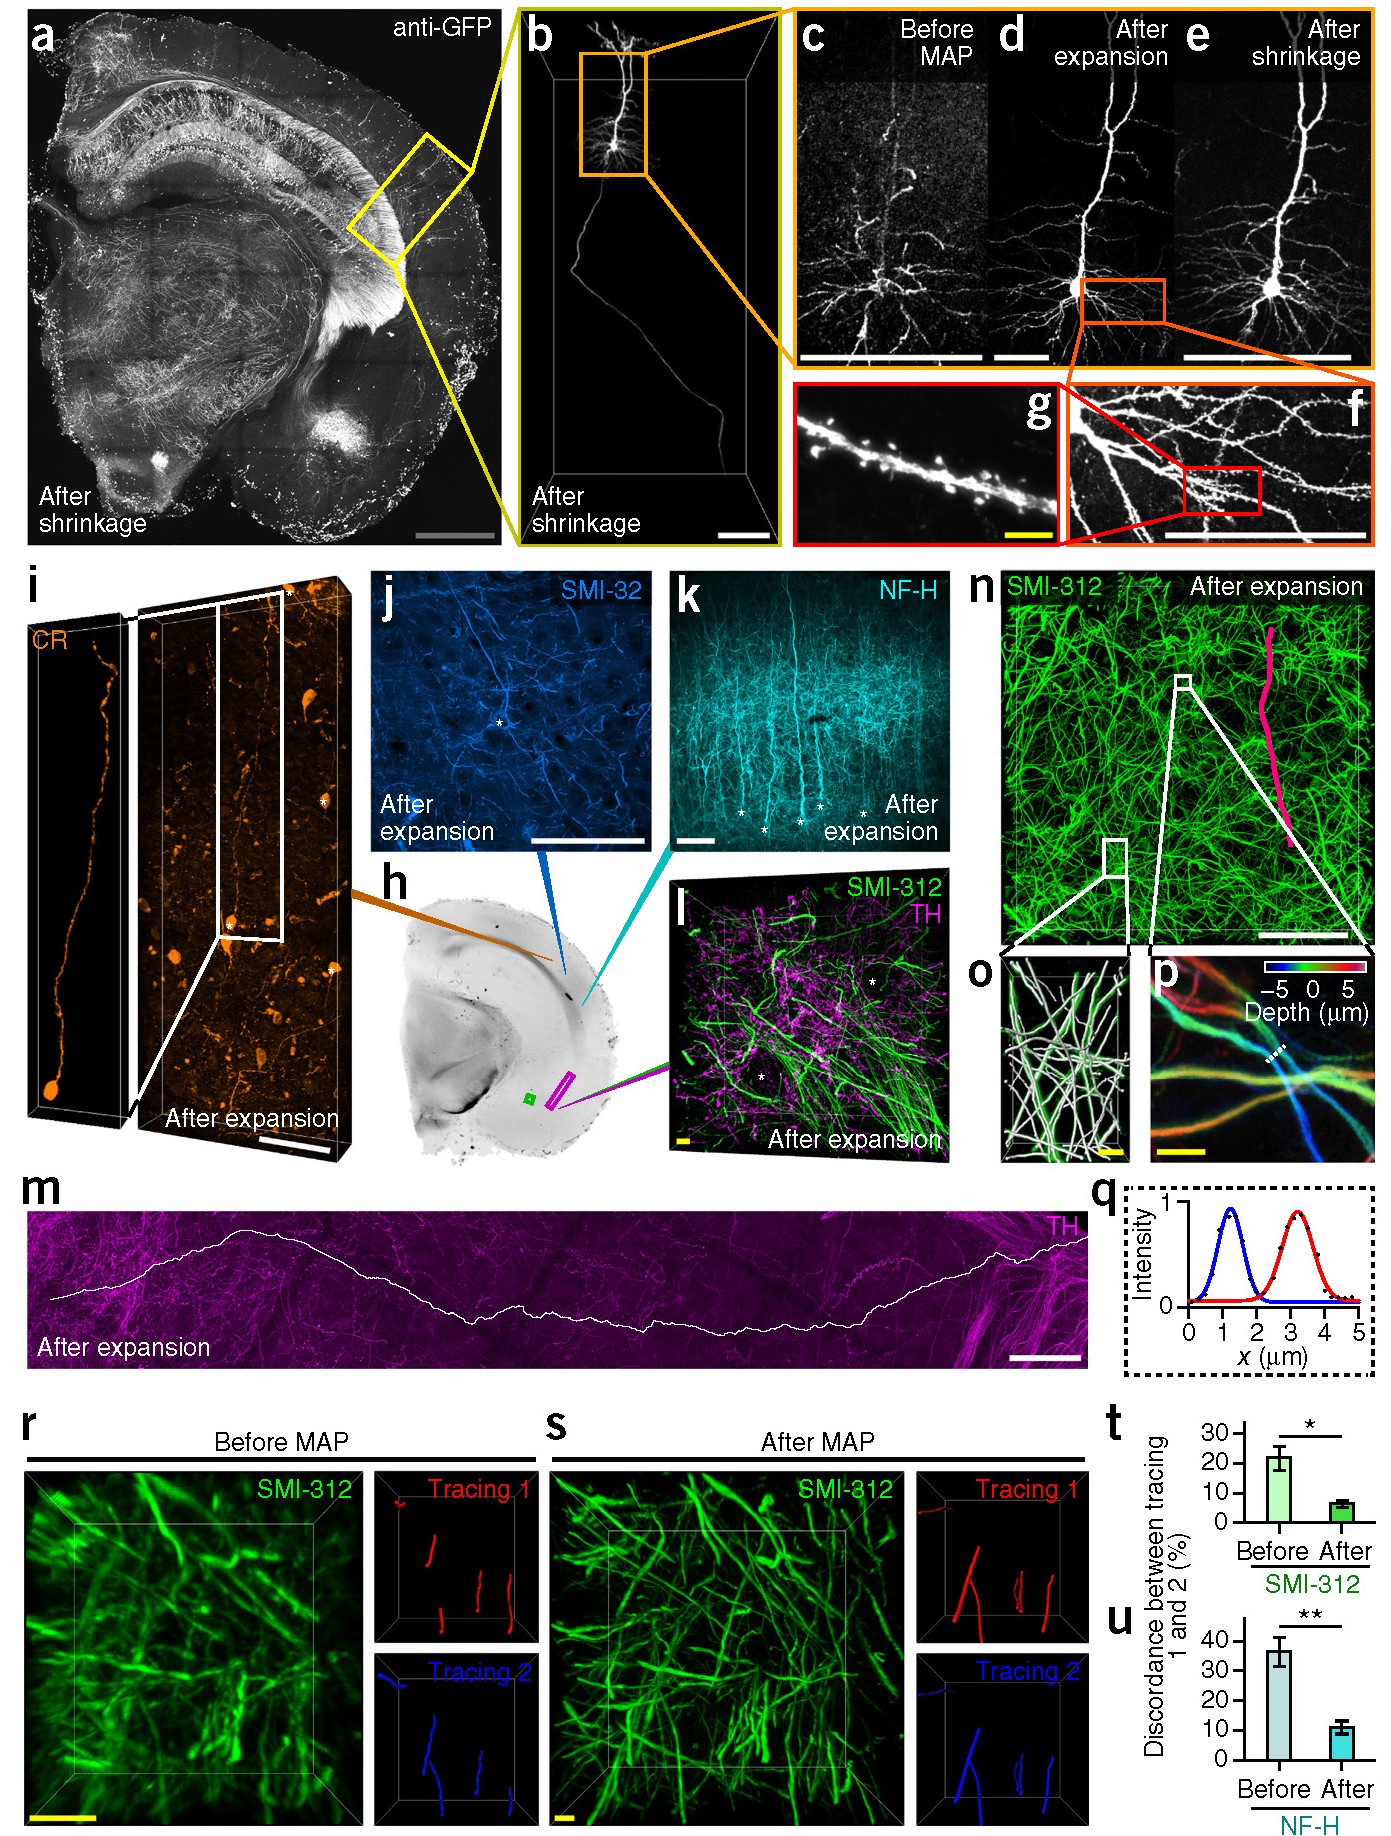 a
anti-GFP
After
shrinkage
b
After
shrinkage
c
Before
MAP
d
After
expansion
e
After
shrinkage
g
f
i
CR
After expansion
j
SMI-32
After
expansion
k
NF-H
After
expansion
* * * * *
h
l
SMI-312
TH
After expansion
n
SMI-312
After expansion
o
p
−5 0 5
Depth (μm)
m
TH
After expansion
q
Intensity
1
0
0 1 2 3 4 5
x (μm)
r
Before MAP
SMI-312
Tracing 1
Tracing 2
s
After MAP
SMI-312
Tracing 1
Tracing 2
Discordance between tracing
1 and 2 (%)
t
30
20
10
0
*
Before After
SMI-312
u
40
30
20
10
0
**
Before After
NF-H